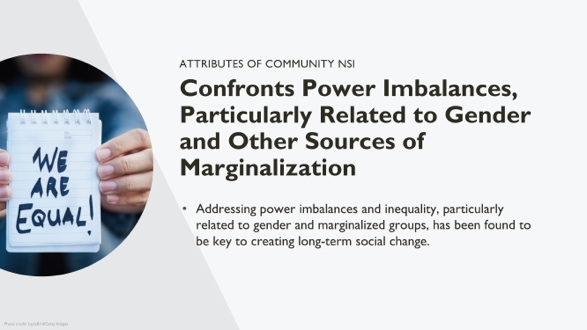 ATTRIBUTES OF COMMUNITY NSI
Confronts Power Imbalances,
Particularly Related to Gender
and Other Sources of
Marginalization
• Addressing power imbalances and inequality, particularly
related to gender and marginalized groups, has been found to
be key to creating long-term social change.
WE
ARE
EQUAL!